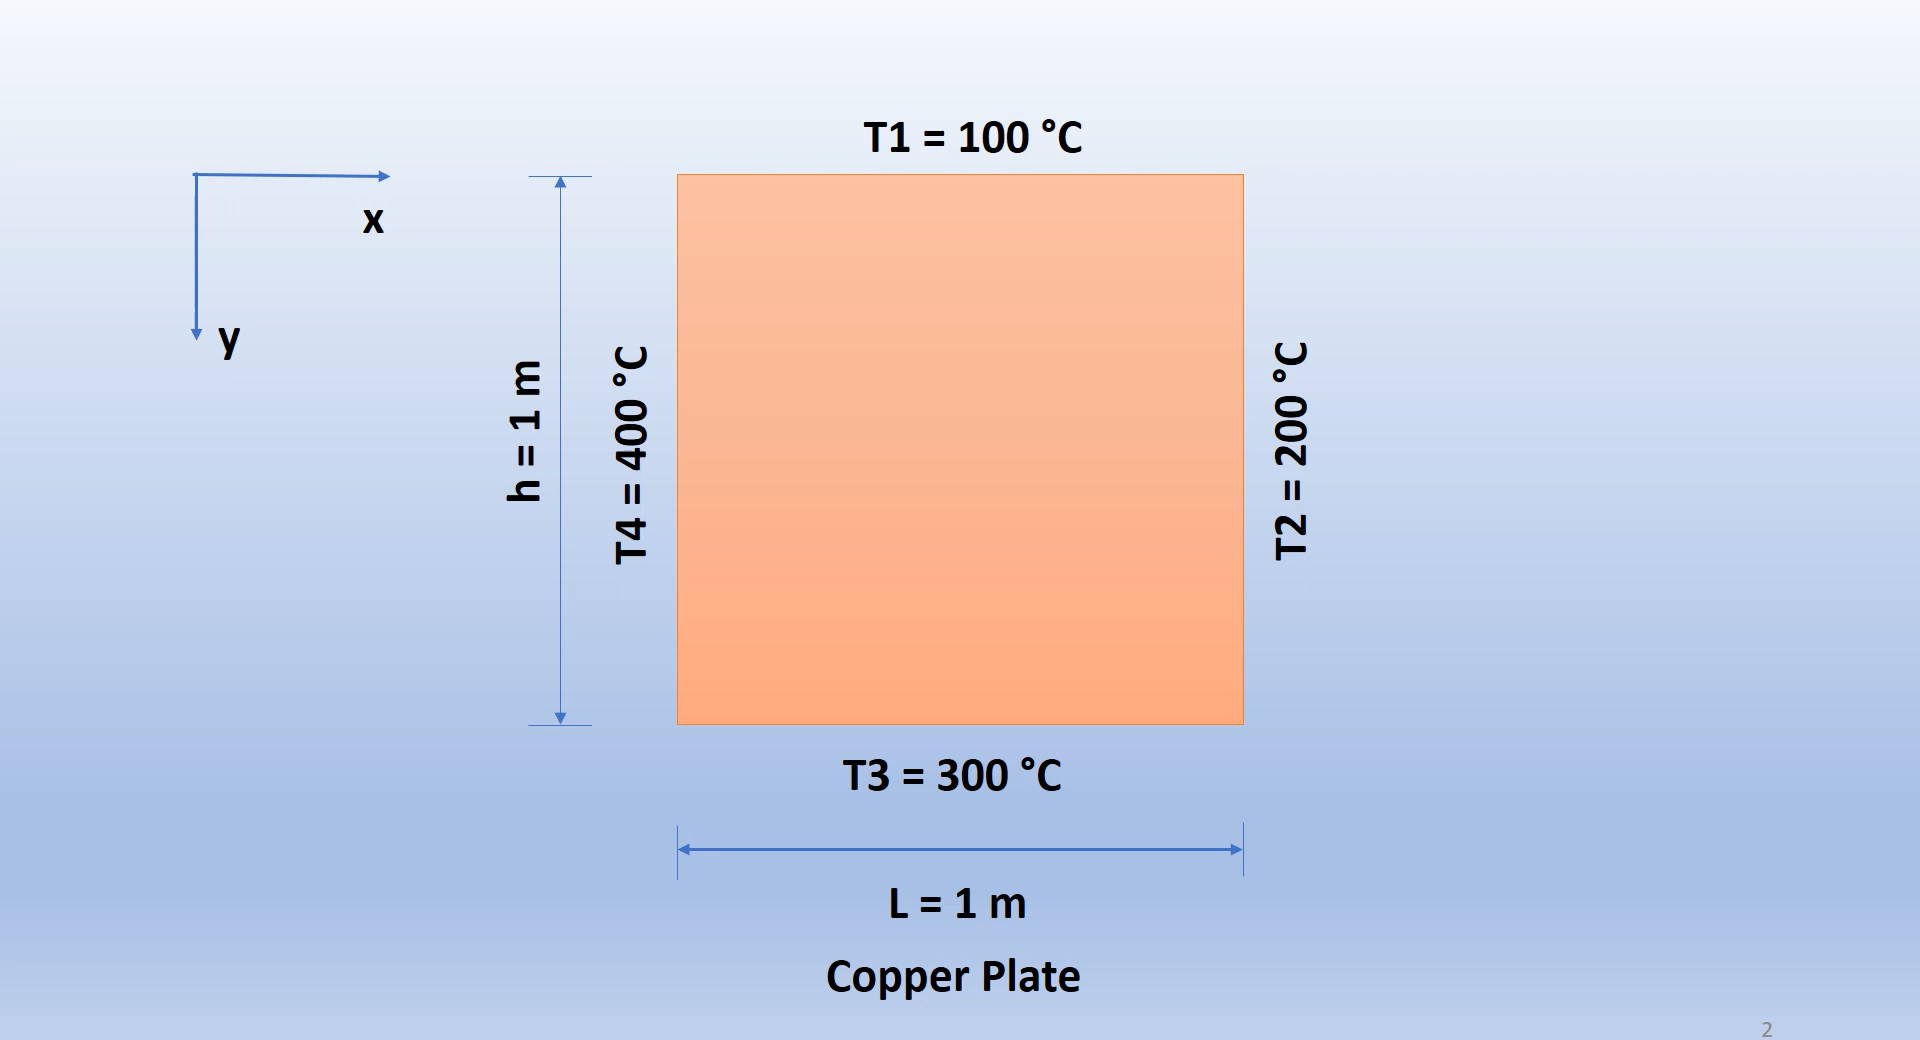 T1 = 100 °C
x
y
h = 1 m
T4 = 400 °C
T2 = 200 °C
T3 = 300 °C
L = 1 m
Copper Plate
2